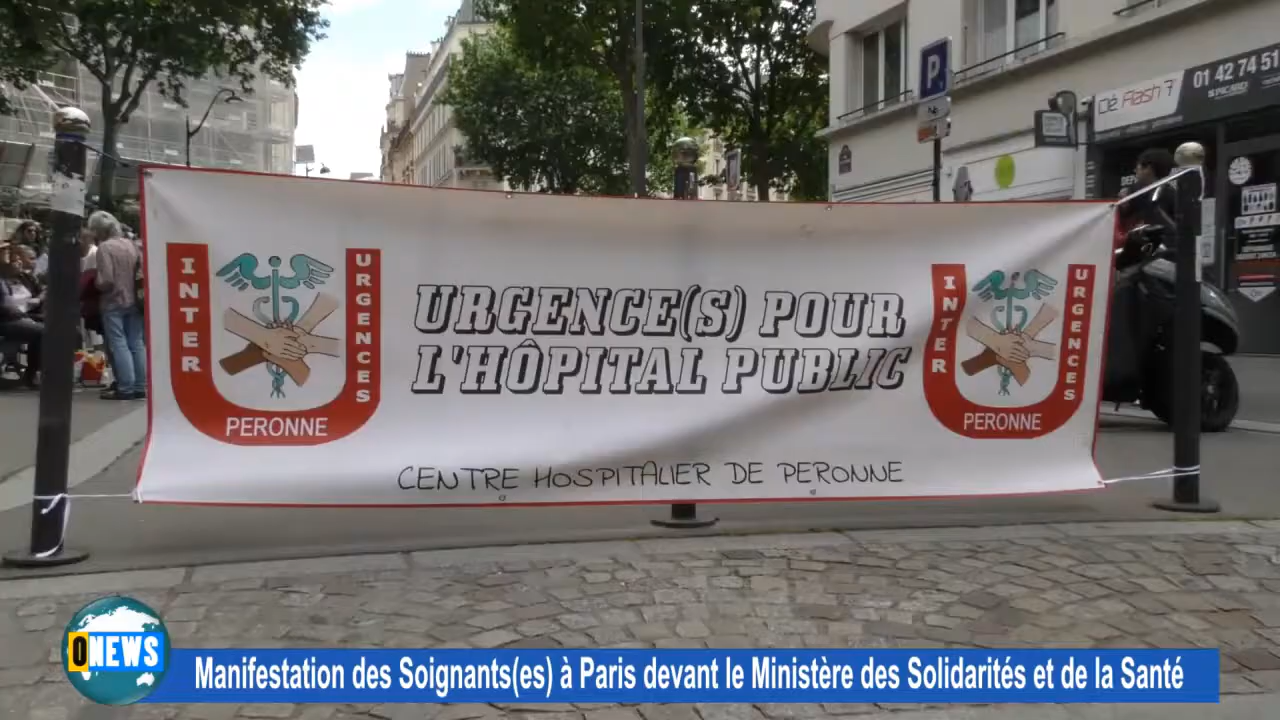 P
Clé Flash 7
01 42 74 51
INTER
URGENCES
PERONNE
URGENCE(S) POUR
L'HÔPITAL PUBLIC
CENTRE HOSPITALIER DE PERONNE
INTER
URGENCES
PERONNE
ONEWS
Manifestation des Soignants(es) à Paris devant le Ministère des Solidarités et de la Santé